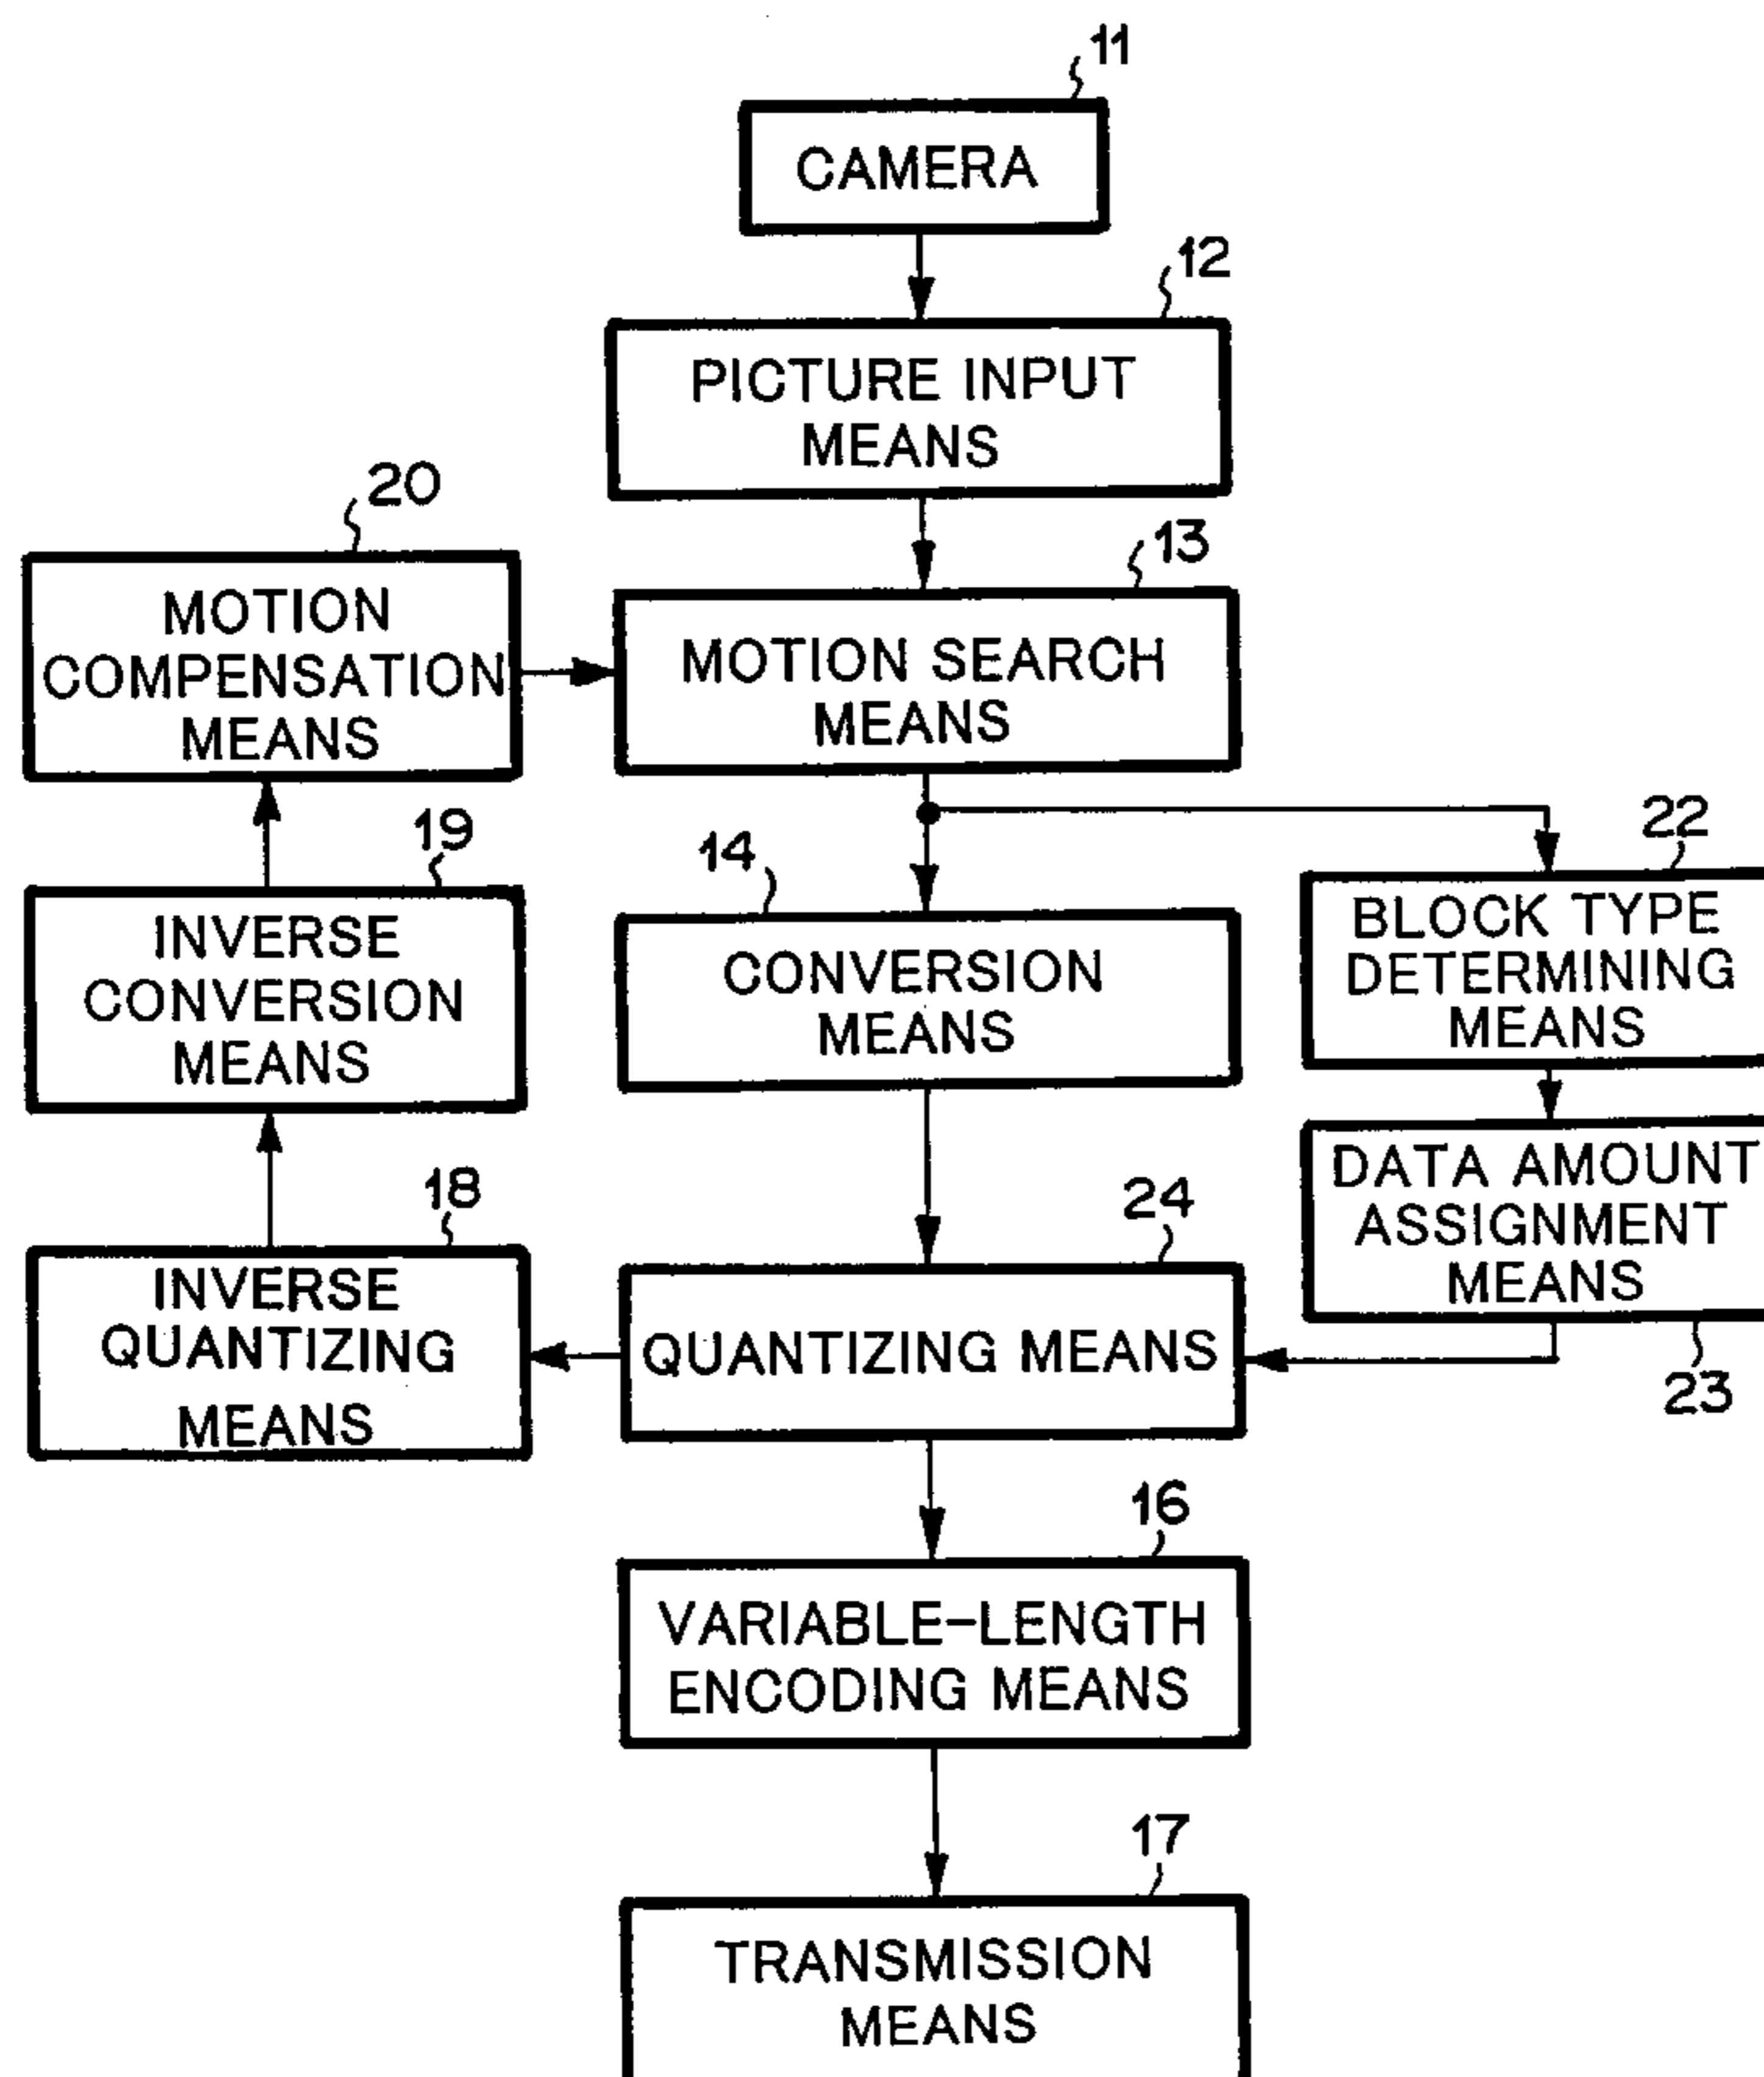 11
CAMERA
12
PICTURE INPUT
MEANS
20
MOTION
COMPENSATION
MEANS
13
MOTION SEARCH
MEANS
19
INVERSE
CONVERSION
MEANS
14
CONVERSION
MEANS
22
BLOCK TYPE
DETERMINING
MEANS
18
INVERSE
QUANTIZING
MEANS
24
QUANTIZING MEANS
DATA AMOUNT
ASSIGNMENT
MEANS
23
16
VARIABLE-LENGTH
ENCODING MEANS
17
TRANSMISSION
MEANS